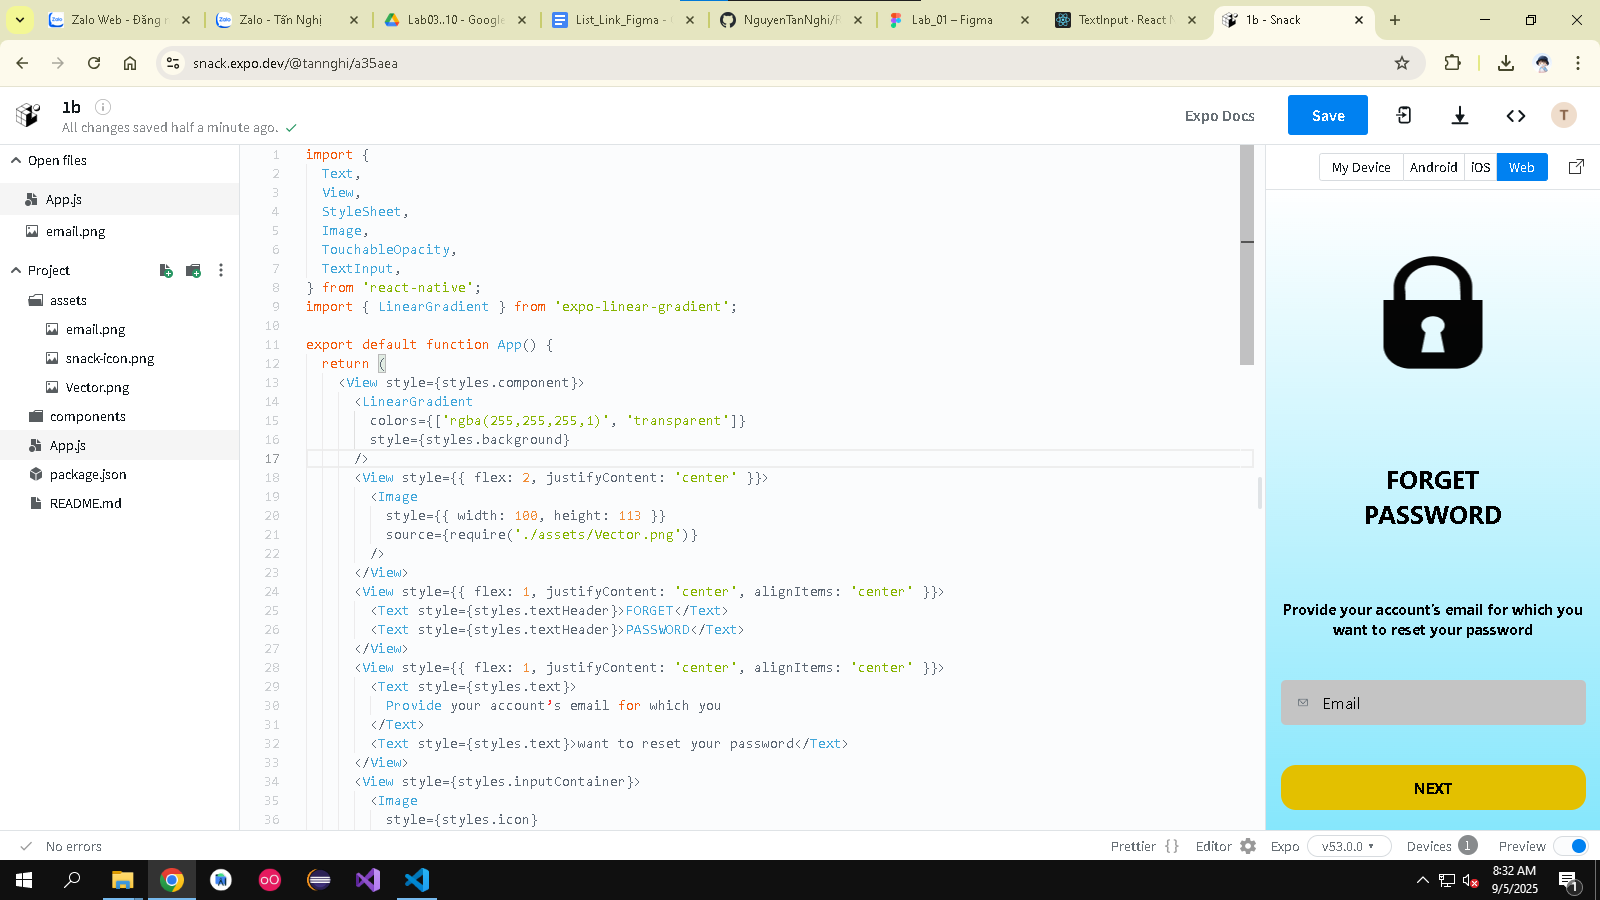 Zalo Web - Đăng n
Zalo - Tấn Nghị
Lab03..10 - Google
List_Link_Figma -
NguyenTanNghi/R
Lab_01 – Figma
TextInput · React N
1b - Snack
snack.expo.dev/@tannghi/a35aea
1b
All changes saved half a minute ago.
Expo Docs
Save
T
Open files
App.js
email.png
Project
assets
email.png
snack-icon.png
Vector.png
components
App.js
package.json
README.md
1 import {
2 Text,
3 View,
4 StyleSheet,
5 Image,
6 TouchableOpacity,
7 TextInput,
8 } from 'react-native';
9 import { LinearGradient } from 'expo-linear-gradient';
10
11 export default function App() {
12 return (
13 <View style={styles.component}>
14 <LinearGradient
15 colors={['rgba(255,255,255,1)', 'transparent']}
16 style={styles.background}
17 />
18 <View style={{ flex: 2, justifyContent: 'center' }}>
19 <Image
20 style={{ width: 100, height: 113 }}
21 source={require('./assets/Vector.png')}
22 />
23 </View>
24 <View style={{ flex: 1, justifyContent: 'center', alignItems: 'center' }}>
25 <Text style={styles.textHeader}>FORGET</Text>
26 <Text style={styles.textHeader}>PASSWORD</Text>
27 </View>
28 <View style={{ flex: 1, justifyContent: 'center', alignItems: 'center' }}>
29 <Text style={styles.text}>
30 Provide your account’s email for which you
31 </Text>
32 <Text style={styles.text}>want to reset your password</Text>
33 </View>
34 <View style={styles.inputContainer}>
35 <Image
36 style={styles.icon}
My Device
Android
iOS
Web
FORGET
PASSWORD
Provide your account’s email for which you
want to reset your password
Email
NEXT
No errors
Prettier { }
Editor
Expo
v53.0.0
Devices 1
Preview
8:32 AM
9/5/2025
1